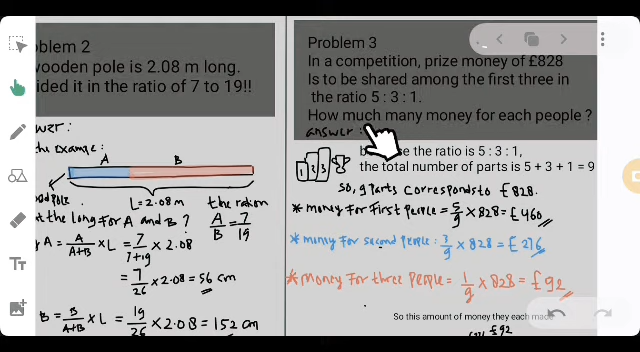 oblem 2
wooden pole is 2.08 m long.
ided it in the ratio of 7 to 19!!
wer:
the example:
A
B
L = 2.08 m
the ration
the long for A and B ?
A/B = 7/19
A = A/A+B × L = 7/7+19 × 2.08
= 7/26 × 2.08 = 56 cm
B = B/A+B × L = 19/26 × 2.08 = 152 cm
Problem 3
In a competition, prize money of £828
Is to be shared among the first three in
the ratio 5 : 3 : 1.
How much many money for each people ?
answer :
the ratio is 5 : 3 : 1,
the total number of parts is 5 + 3 + 1 = 9
1 2 3
So, 9 parts corresponds to £828.
* money for first people = 5/9 × 828 = £460
* money for second people = 3/9 × 828 = £276
* money for three people = 1/9 × 828 = £92
So this amount of money they each made
£92